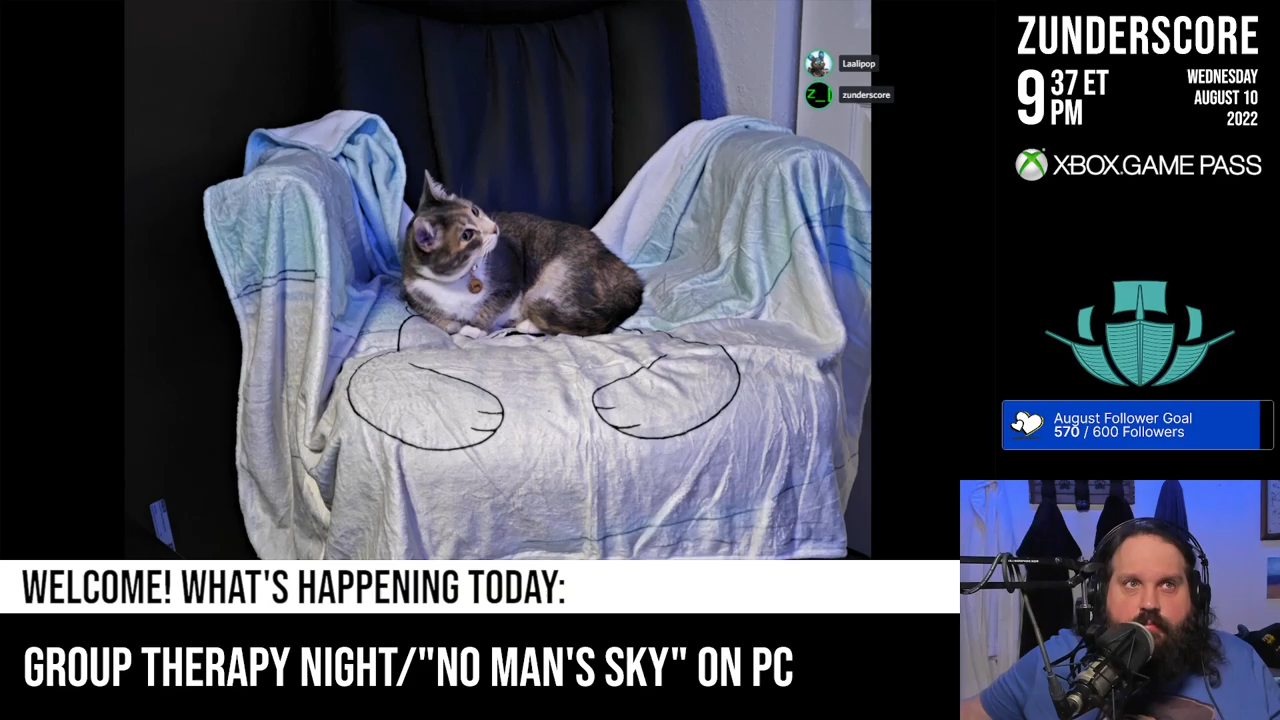 Laalipop
zunderscore
ZUNDERSCORE
9 37 ET
PM
WEDNESDAY
AUGUST 10
2022
XBOX GAME PASS
August Follower Goal
570 / 600 Followers
WELCOME! WHAT'S HAPPENING TODAY:
GROUP THERAPY NIGHT/"NO MAN'S SKY" ON PC